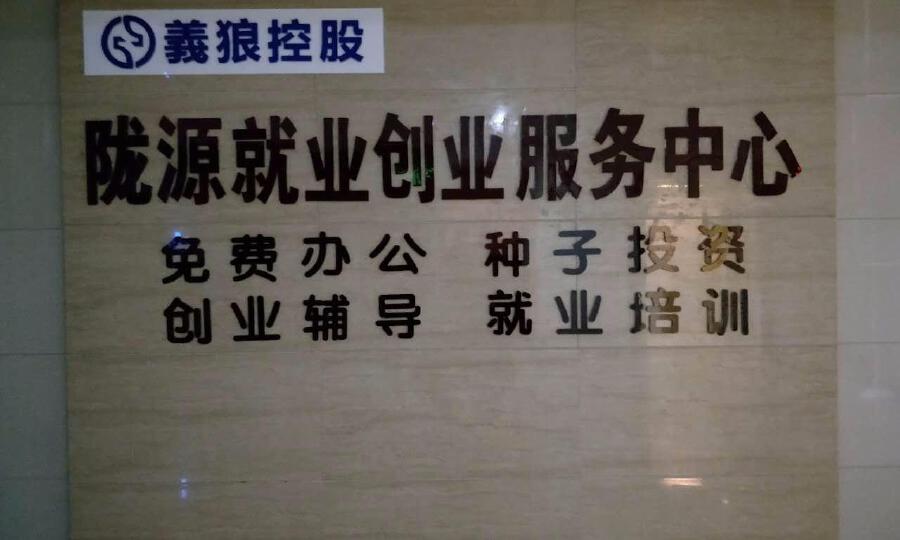 義狼控股
陇源就业创业服务中心
免费办公 种子投资
创业辅导 就业培训